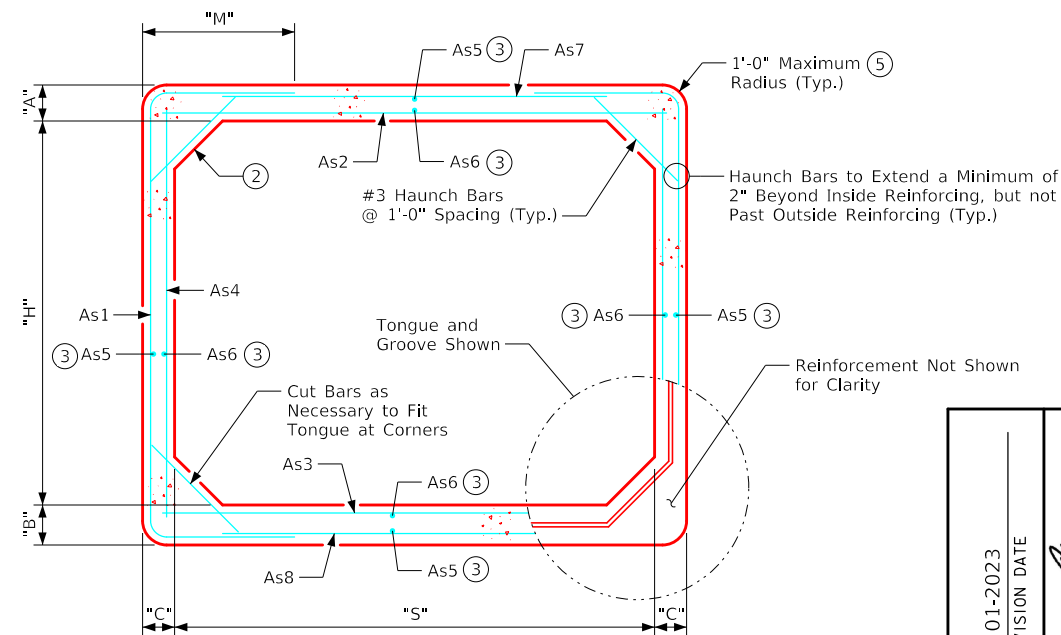 "M"
As5 ③
As7
1'-0" Maximum ⑤
Radius (Typ.)
"A"
As2
As6 ③
②
#3 Haunch Bars
@ 1'-0" Spacing (Typ.)
Haunch Bars to Extend a Minimum of
2" Beyond Inside Reinforcing, but not
Past Outside Reinforcing (Typ.)
"H"
As4
As1
③ As5
As6 ③
③ As6
As5 ③
Tongue and
Groove Shown
Reinforcement Not Shown
for Clarity
Cut Bars as
Necessary to Fit
Tongue at Corners
As3
As6 ③
"B"
As8
As5 ③
"C"
"S"
"C"
01-2023
VISION DATE